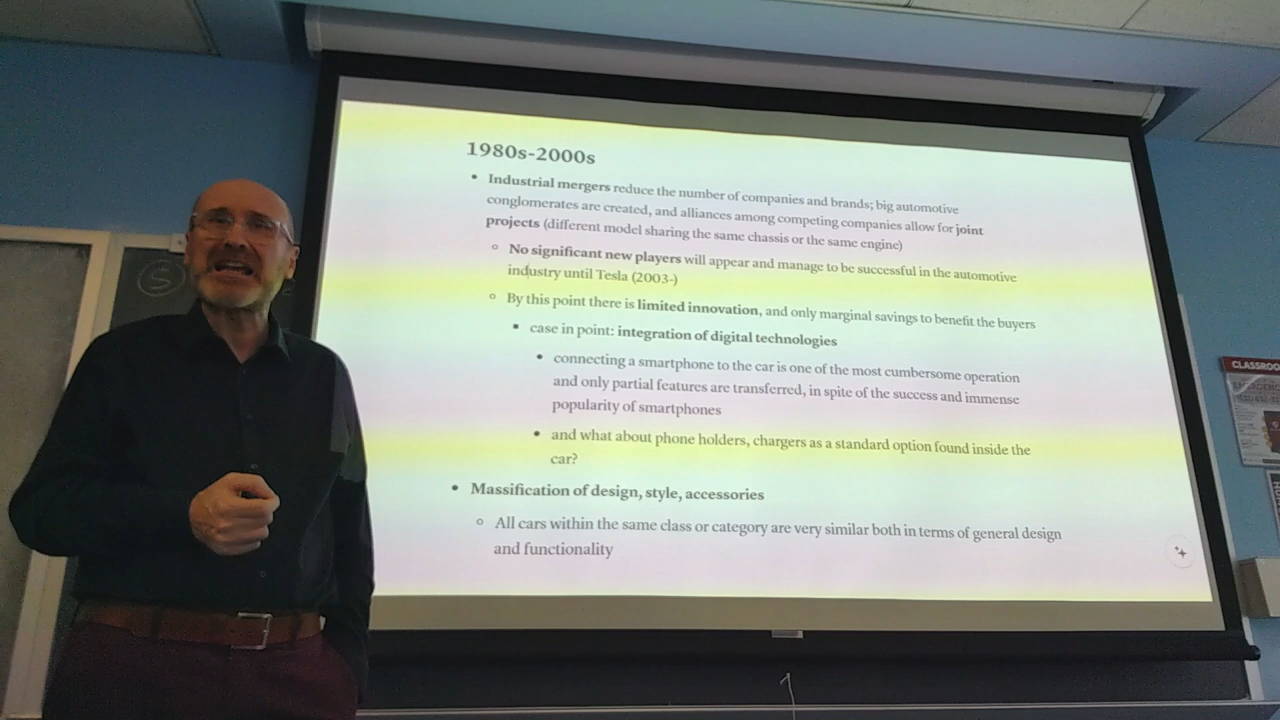 1980s-2000s
• Industrial mergers reduce the number of companies and brands; big automotive
conglomerates are created, and alliances among competing companies allow for joint
projects (different model sharing the same chassis or the same engine)
◦ No significant new players will appear and manage to be successful in the automotive
industry until Tesla (2003-)
◦ By this point there is limited innovation, and only marginal savings to benefit the buyers
▪ case in point: integration of digital technologies
• connecting a smartphone to the car is one of the most cumbersome operation
and only partial features are transferred, in spite of the success and immense
popularity of smartphones
• and what about phone holders, chargers as a standard option found inside the
car?
• Massification of design, style, accessories
◦ All cars within the same class or category are very similar both in terms of general design
and functionality
S
CLASSROO